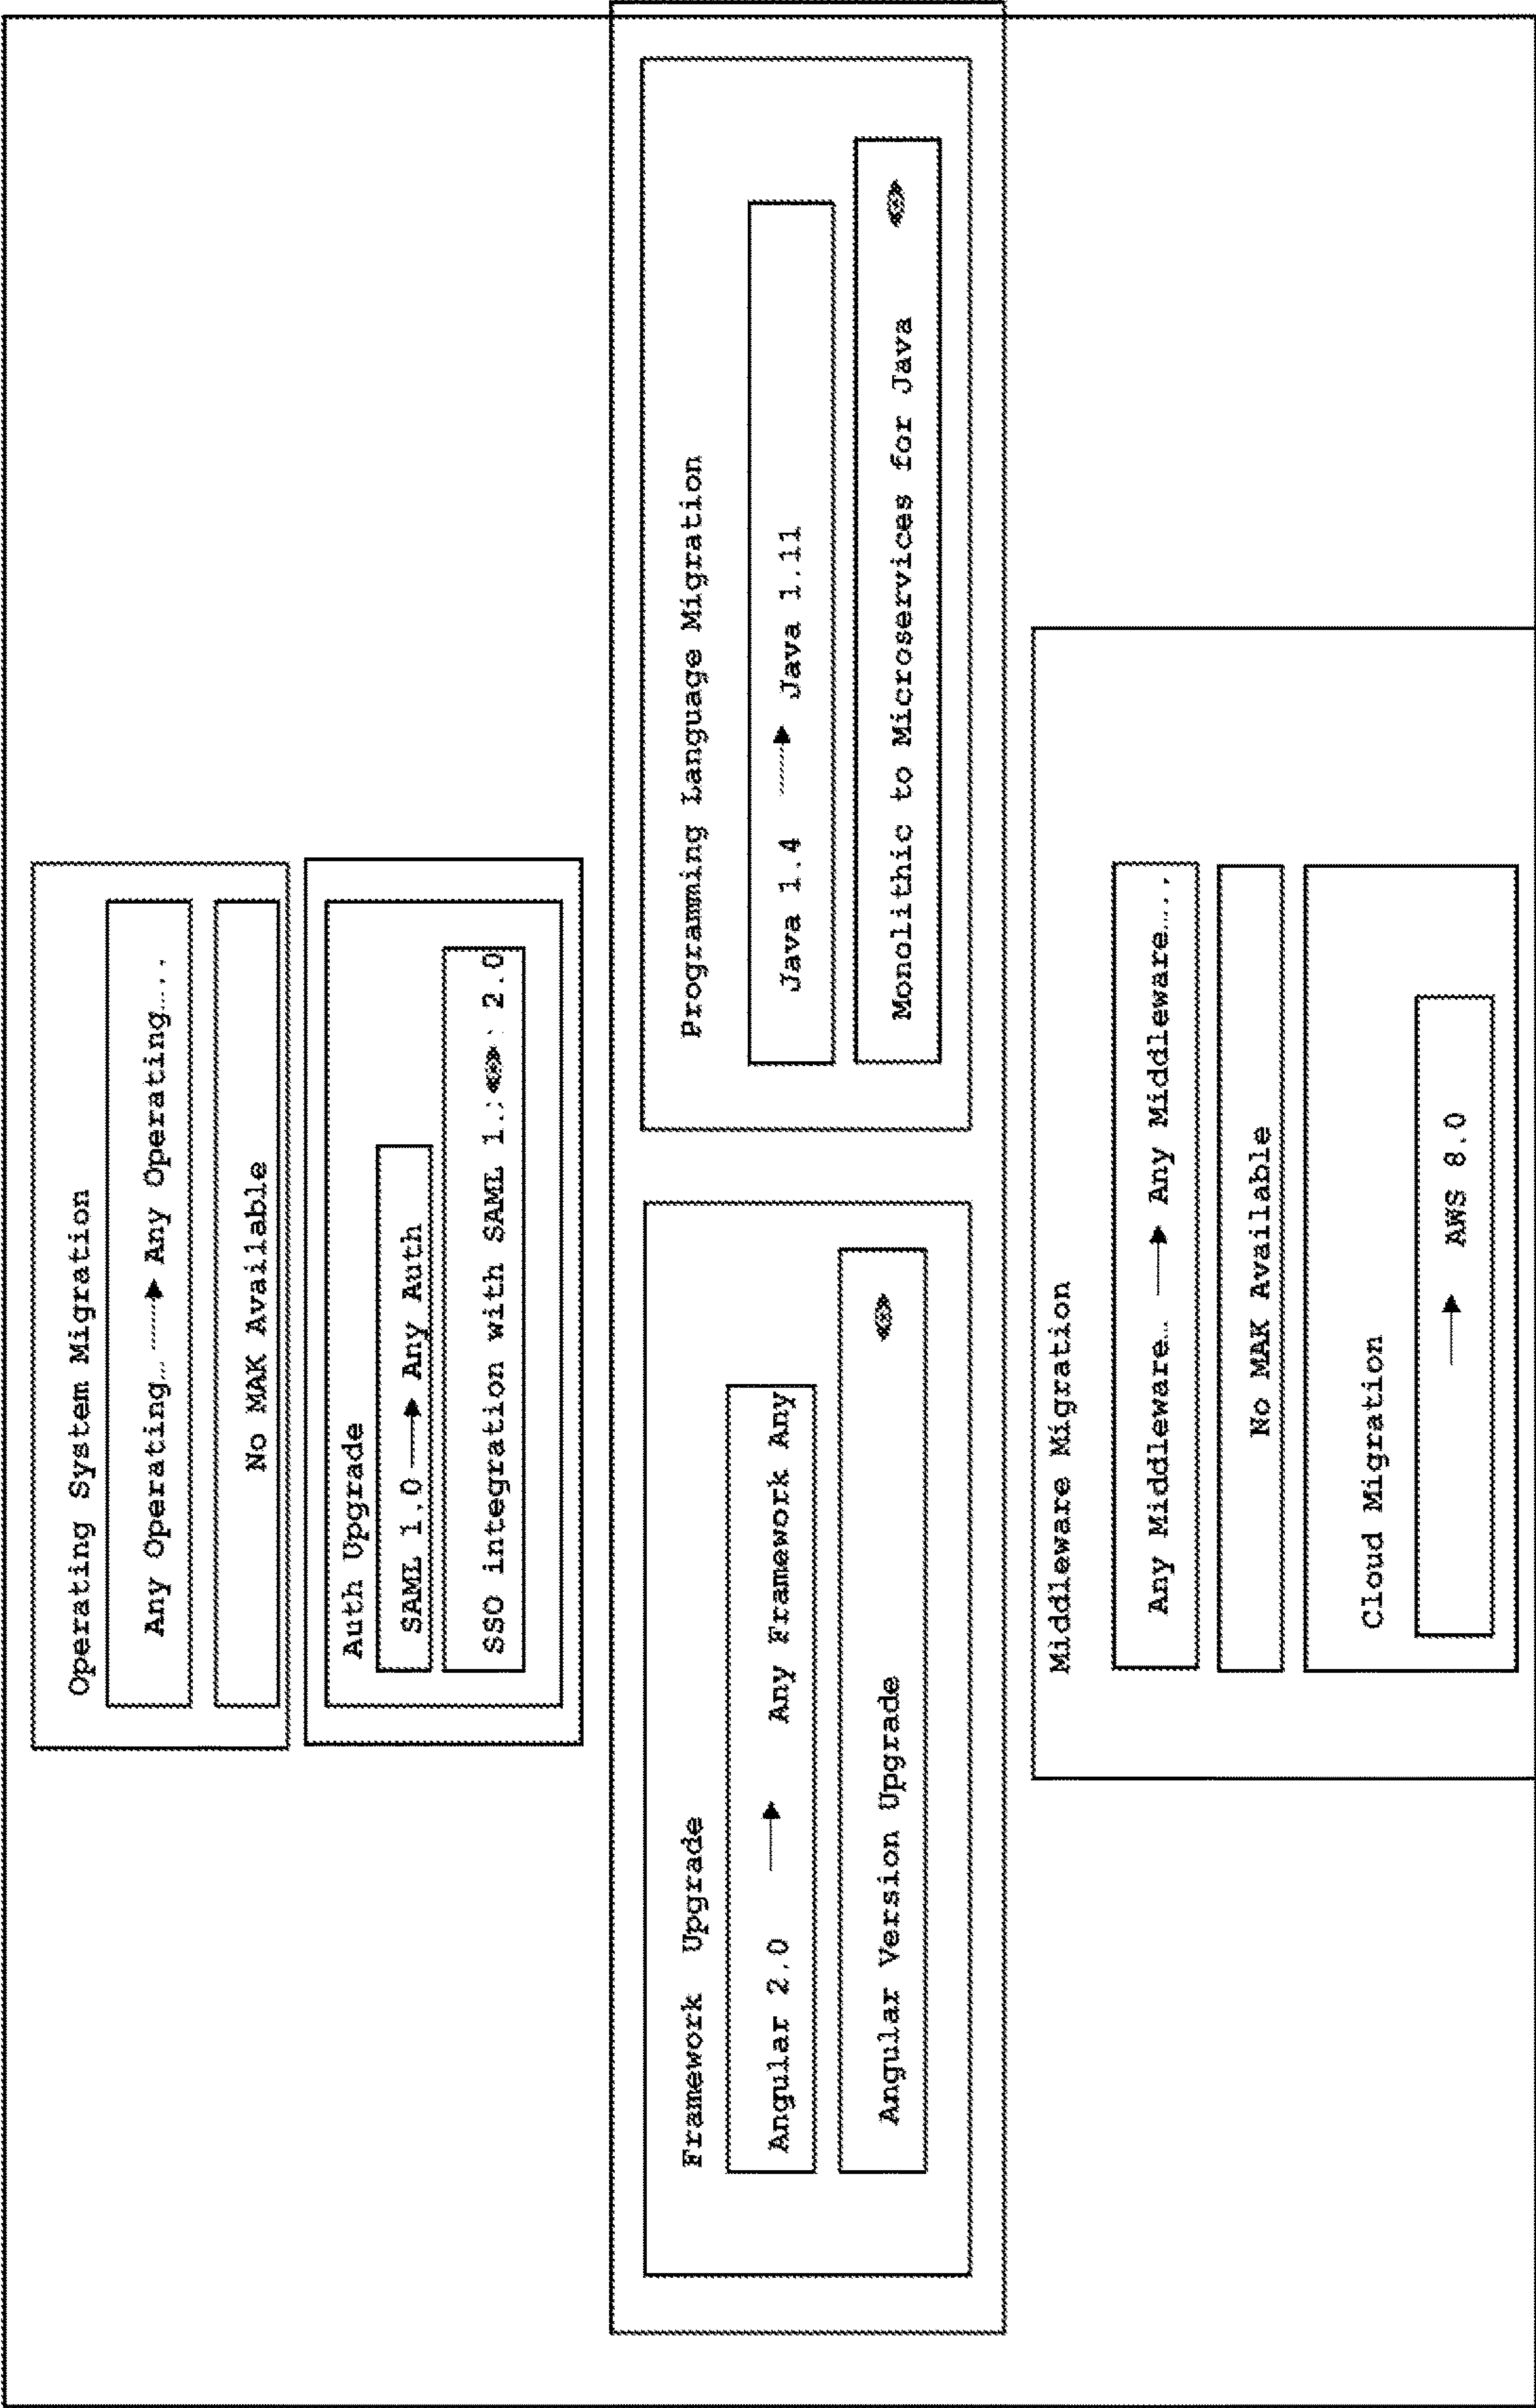 Operating System Migration
Any Operating... Any Operating.....
No MAK Available
Auth Upgrade
SAML 1.0 Any Auth
SSO integration with SAML 1. 2.0
Framework Upgrade
Angular 2.0 Any Framework Any
Angular Version Upgrade
Programming Language Migration
Java 1.4 Java 1.11
Monolithic to Microservices for Java
Middleware Migration
Any Middleware... Any Middleware.....
No MAK Available
Cloud Migration
AWS 8.0